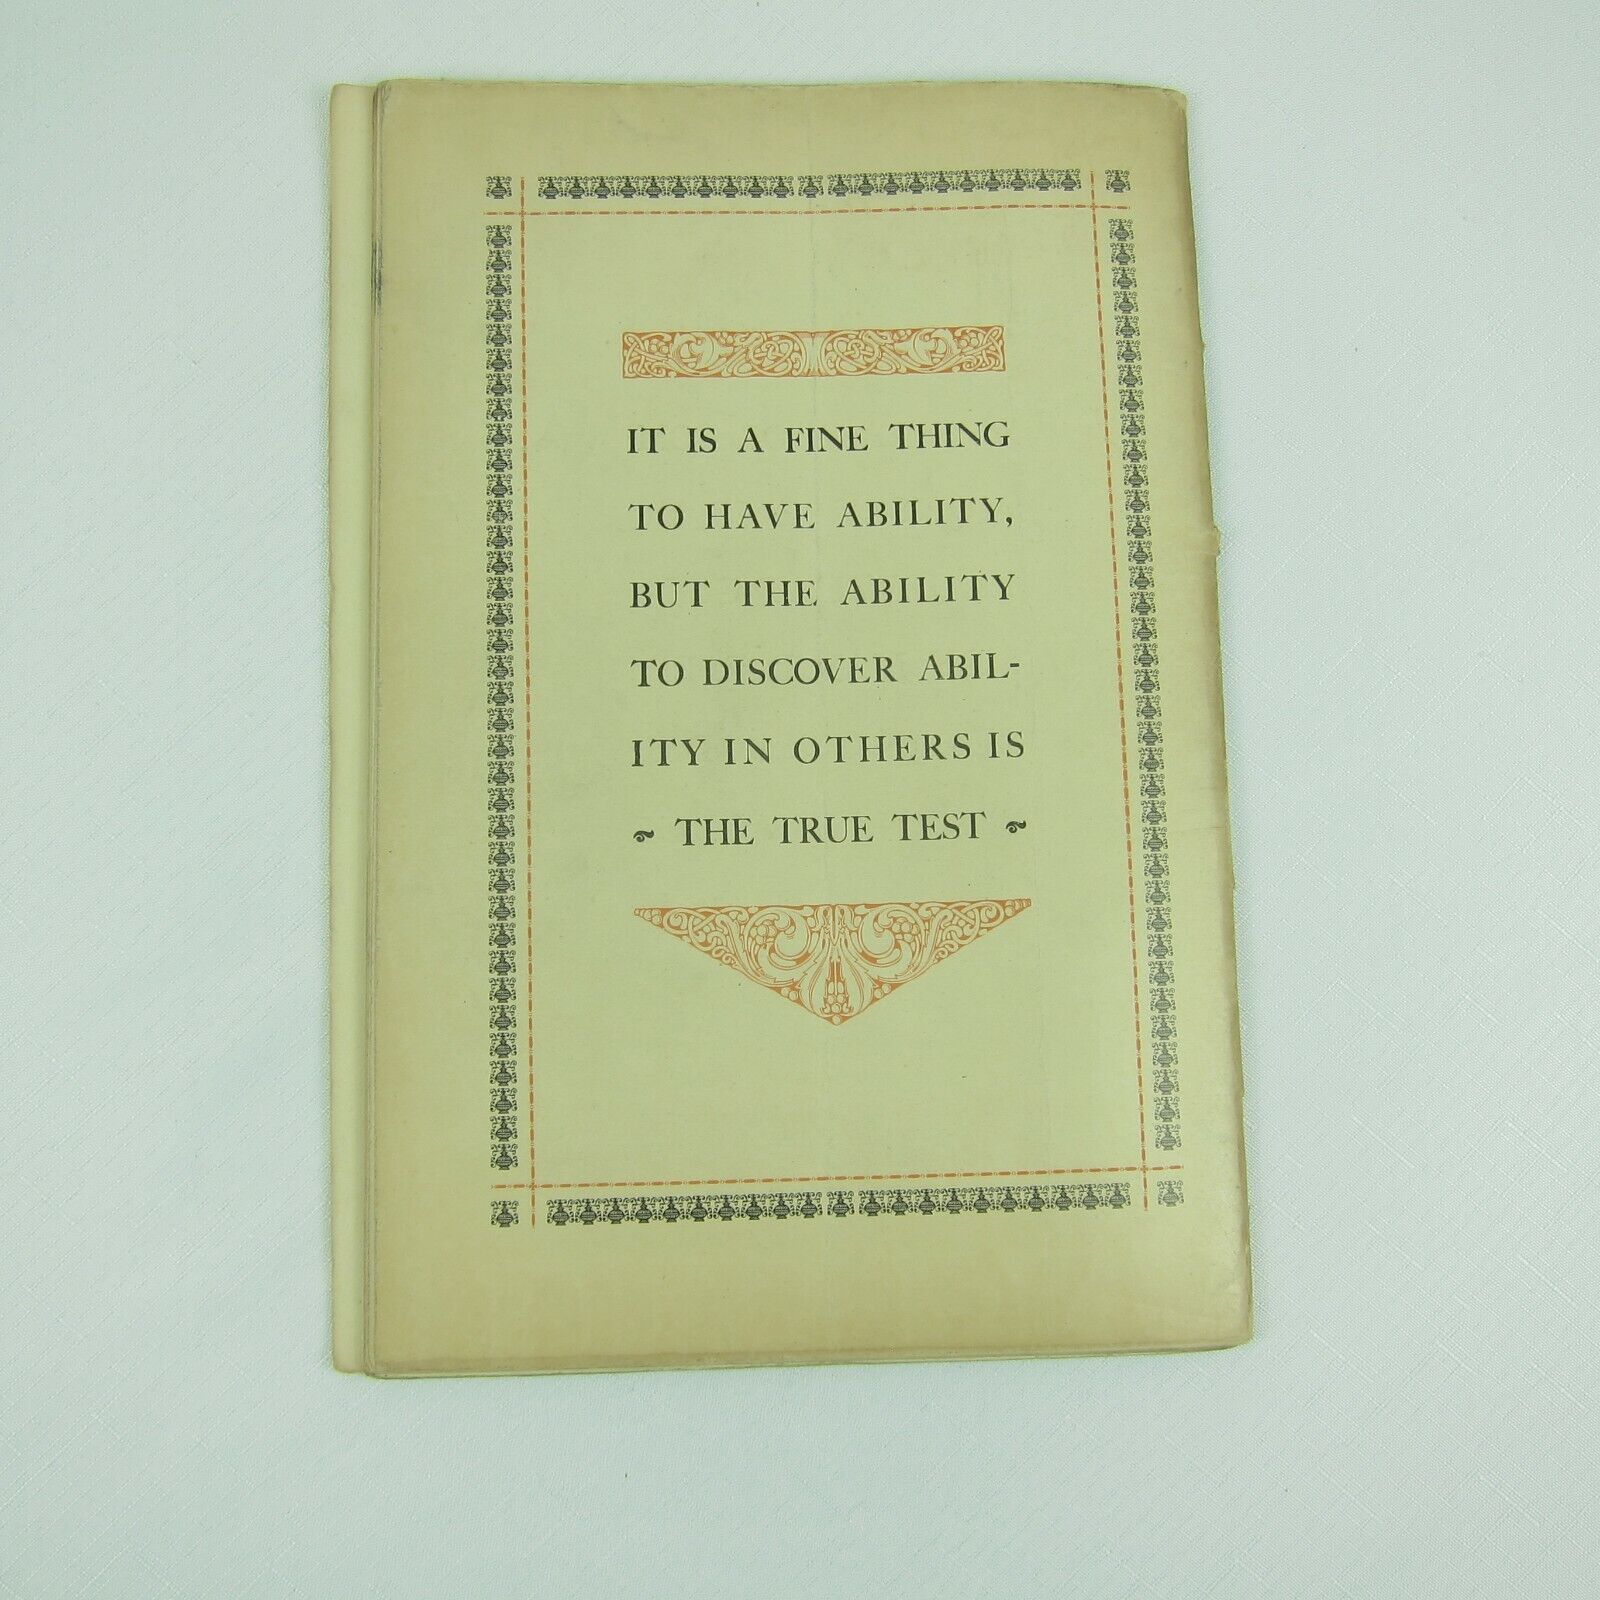 IT IS A FINE THING
TO HAVE ABILITY,
BUT THE ABILITY
TO DISCOVER ABIL-
ITY IN OTHERS IS
~ THE TRUE TEST ~